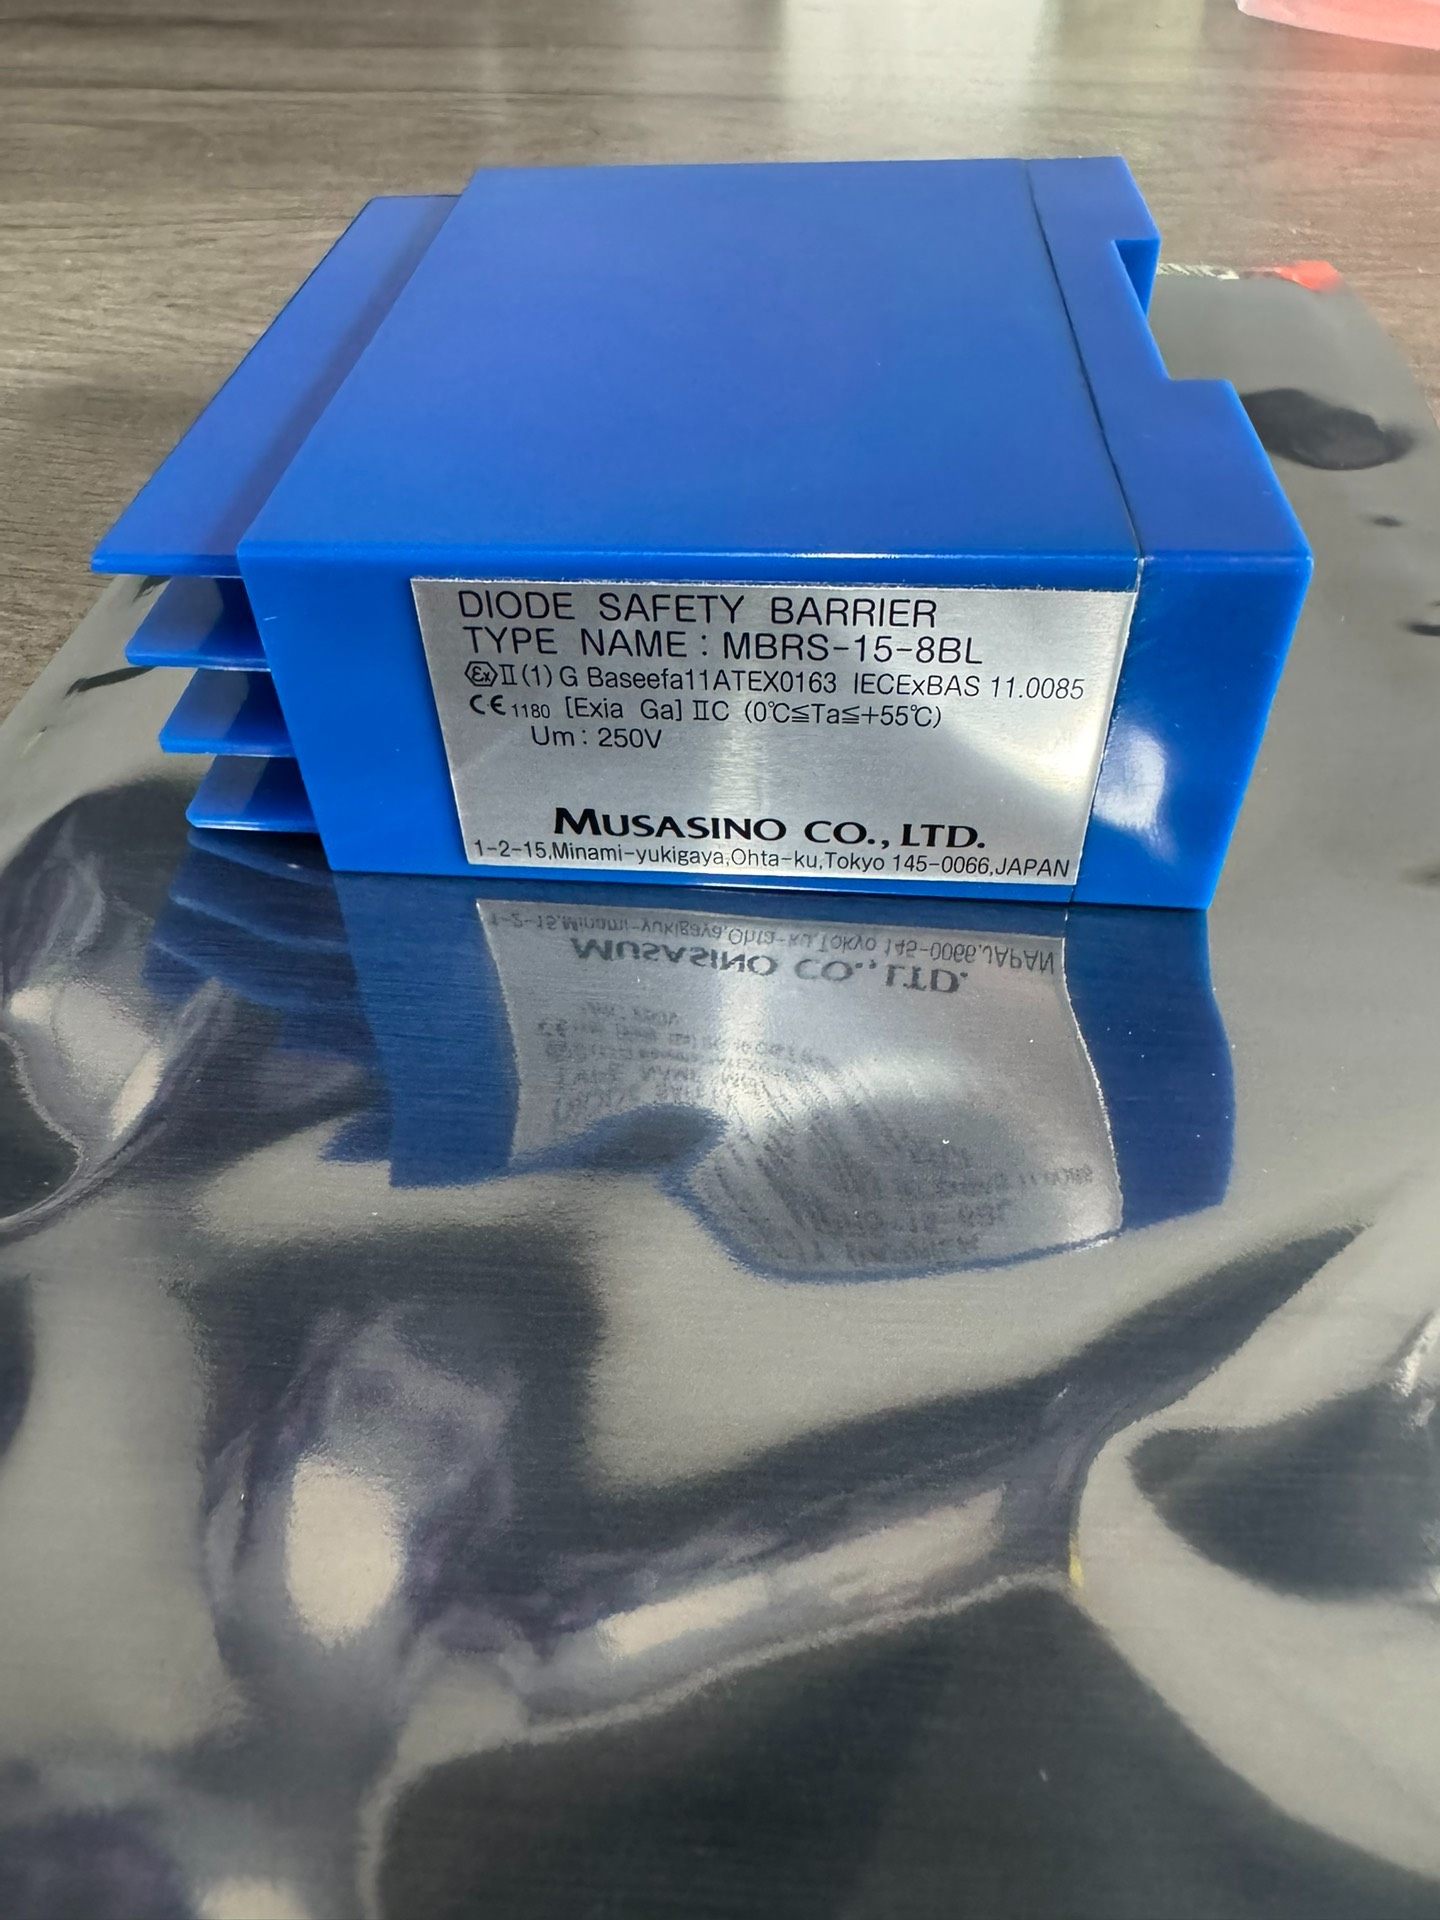 DIODE SAFETY BARRIER
TYPE NAME : MBRS-15-8BL
Ex II (1) G Baseefa11ATEX0163 IECExBAS 11.0085
CE 1180 [Exia Ga] IIC (0℃≦Ta≦+55℃)
Um : 250V
MUSASINO CO., LTD.
1-2-15,Minami-yukigaya,Ohta-ku,Tokyo 145-0066,JAPAN